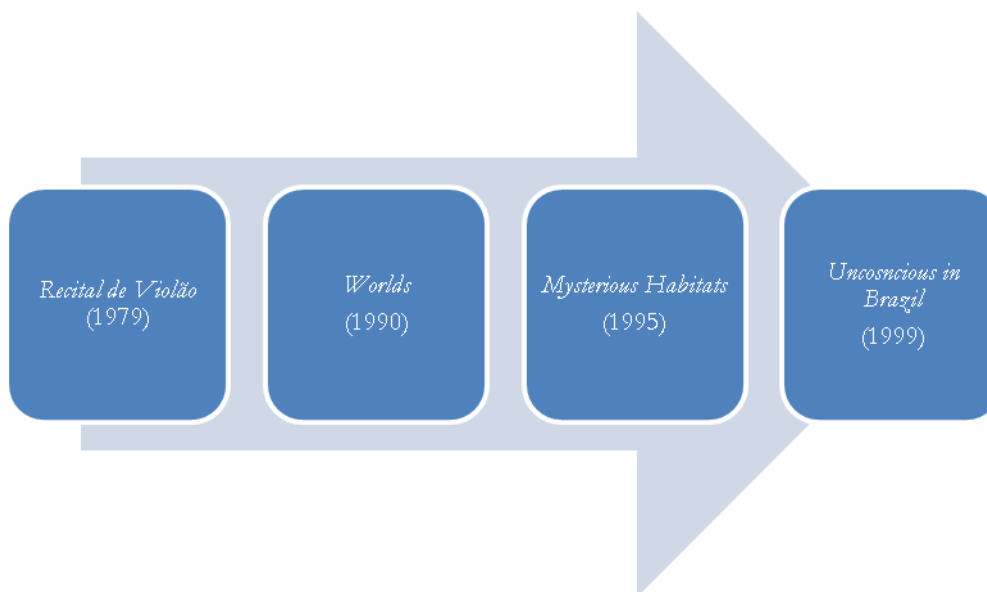 Recital de Violão
(1979)
Worlds
(1990)
Mysterious Habitats
(1995)
Uncosncious in
Brazil
(1999)